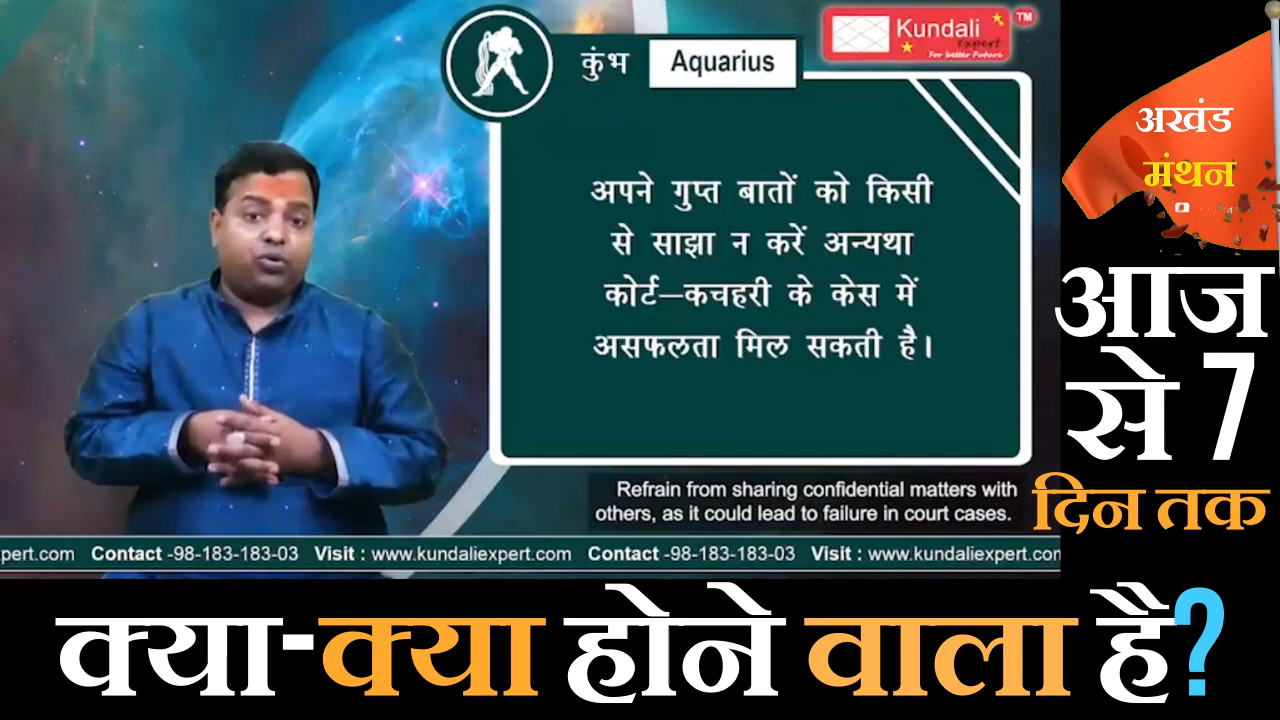 कुंभ Aquarius
Kundali
expert
For better Future
TM
अपने गुप्त बातों को किसी
से साझा न करें अन्यथा
कोर्ट–कचहरी के केस में
असफलता मिल सकती है।
Refrain from sharing confidential matters with
others, as it could lead to failure in court cases.
xpert.com Contact -98-183-183-03 Visit : www.kundaliexpert.com Contact -98-183-183-03 Visit : www.kundaliexpert.com
अखंड
मंथन
आज
से 7
दिन तक
क्या-क्या होने वाला है?